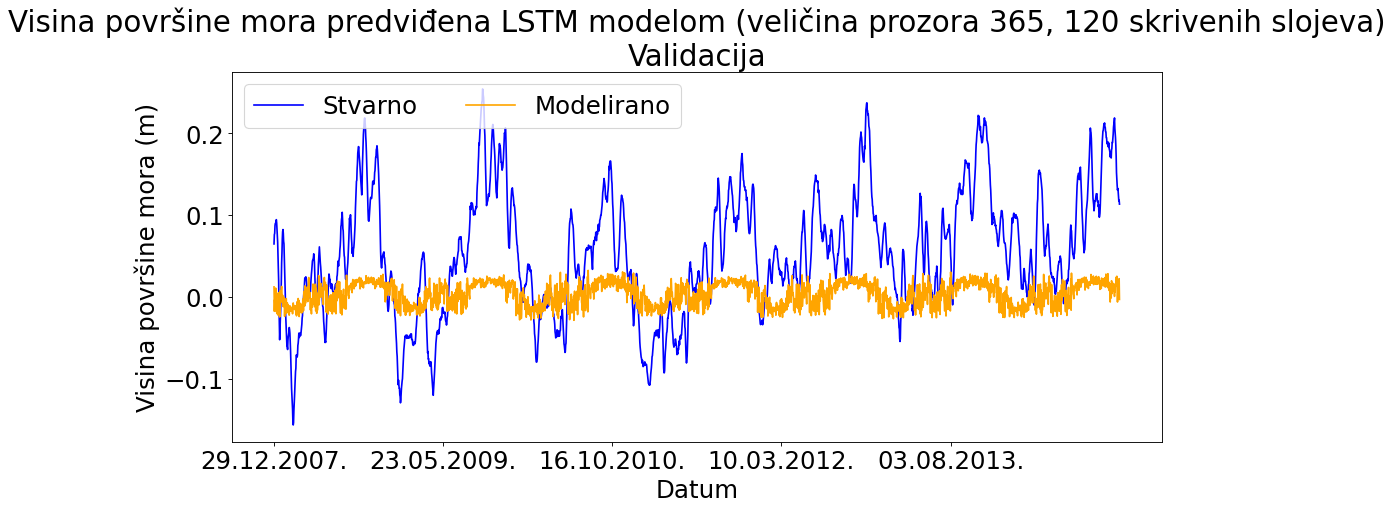 Visina površine mora predviđena LSTM modelom (veličina prozora 365, 120 skrivenih slojeva)
Validacija
Stvarno Modelirano
Visina površine mora (m)
0.2
0.1
0.0
−0.1
29.12.2007. 23.05.2009. 16.10.2010. 10.03.2012. 03.08.2013.
Datum